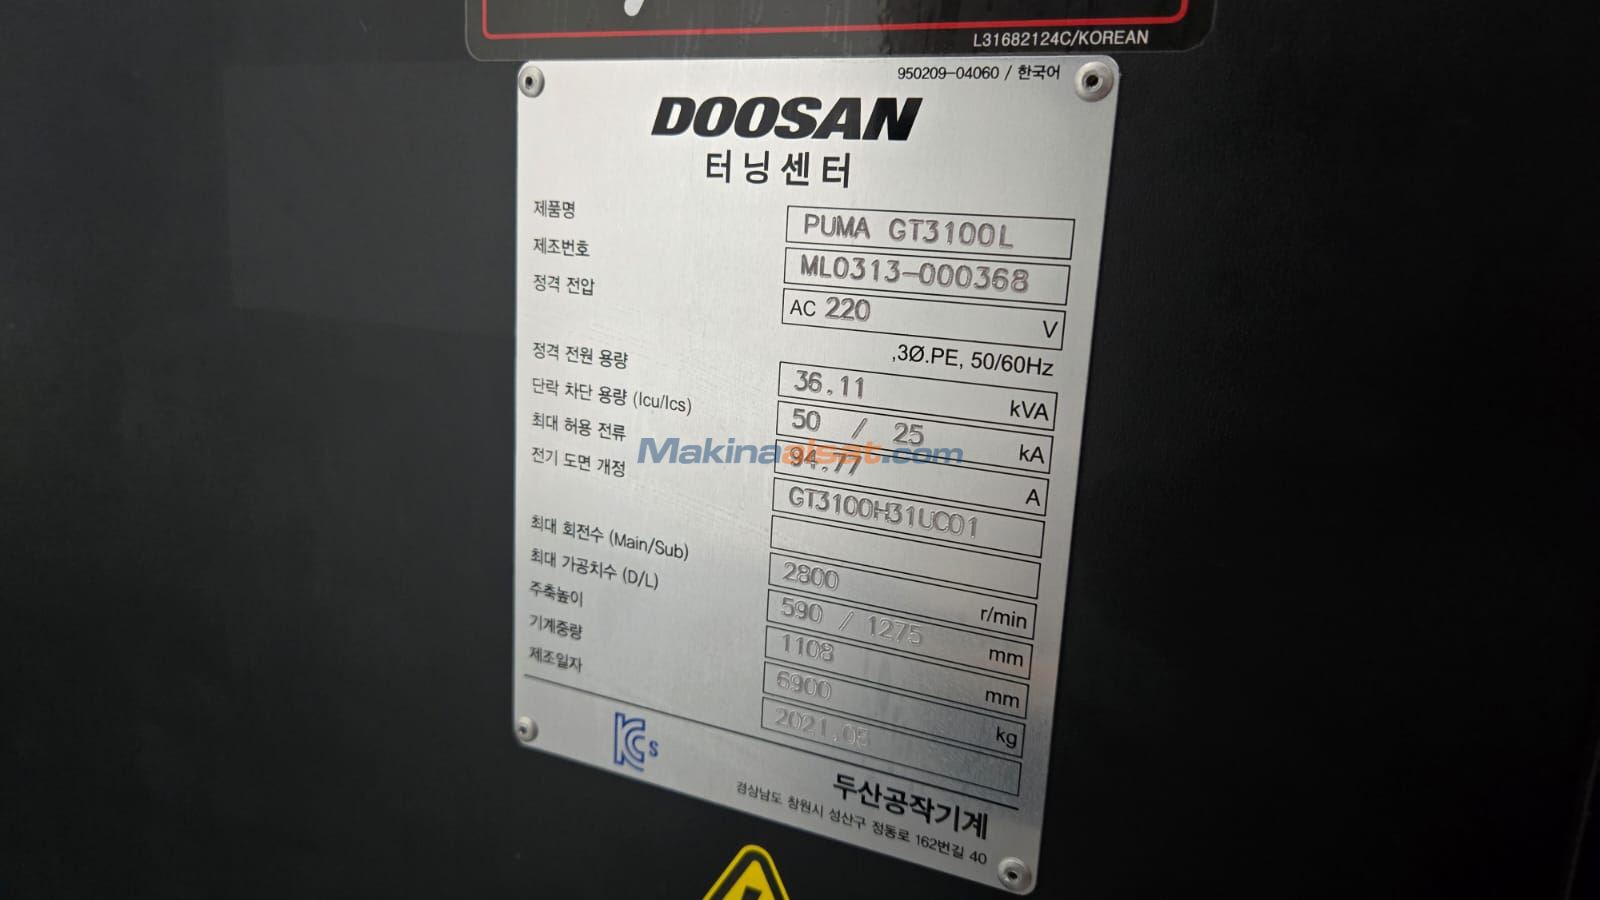 L31682124C/KOREAN
950209-04060 / 한국어
DOOSAN
터닝센터
제품명 PUMA GT3100L
제조번호 ML0313-000368
정격 전압 AC 220 V
,3Ø.PE, 50/60Hz
정격 전원 용량 36.11 kVA
단락 차단 용량 (Icu/Ics) 50 / 25 kA
최대 허용 전류 94.77 A
전기 도면 개정 GT3100H31UC01
최대 회전수 (Main/Sub) 2800 r/min
최대 가공치수 (D/L) 590 / 1275 mm
주축높이 1108 mm
기계중량 6900 kg
제조일자 2021.05
KCs
두산공작기계
경상남도 창원시 성산구 정동로 162번길 40
Makinaalsat.com